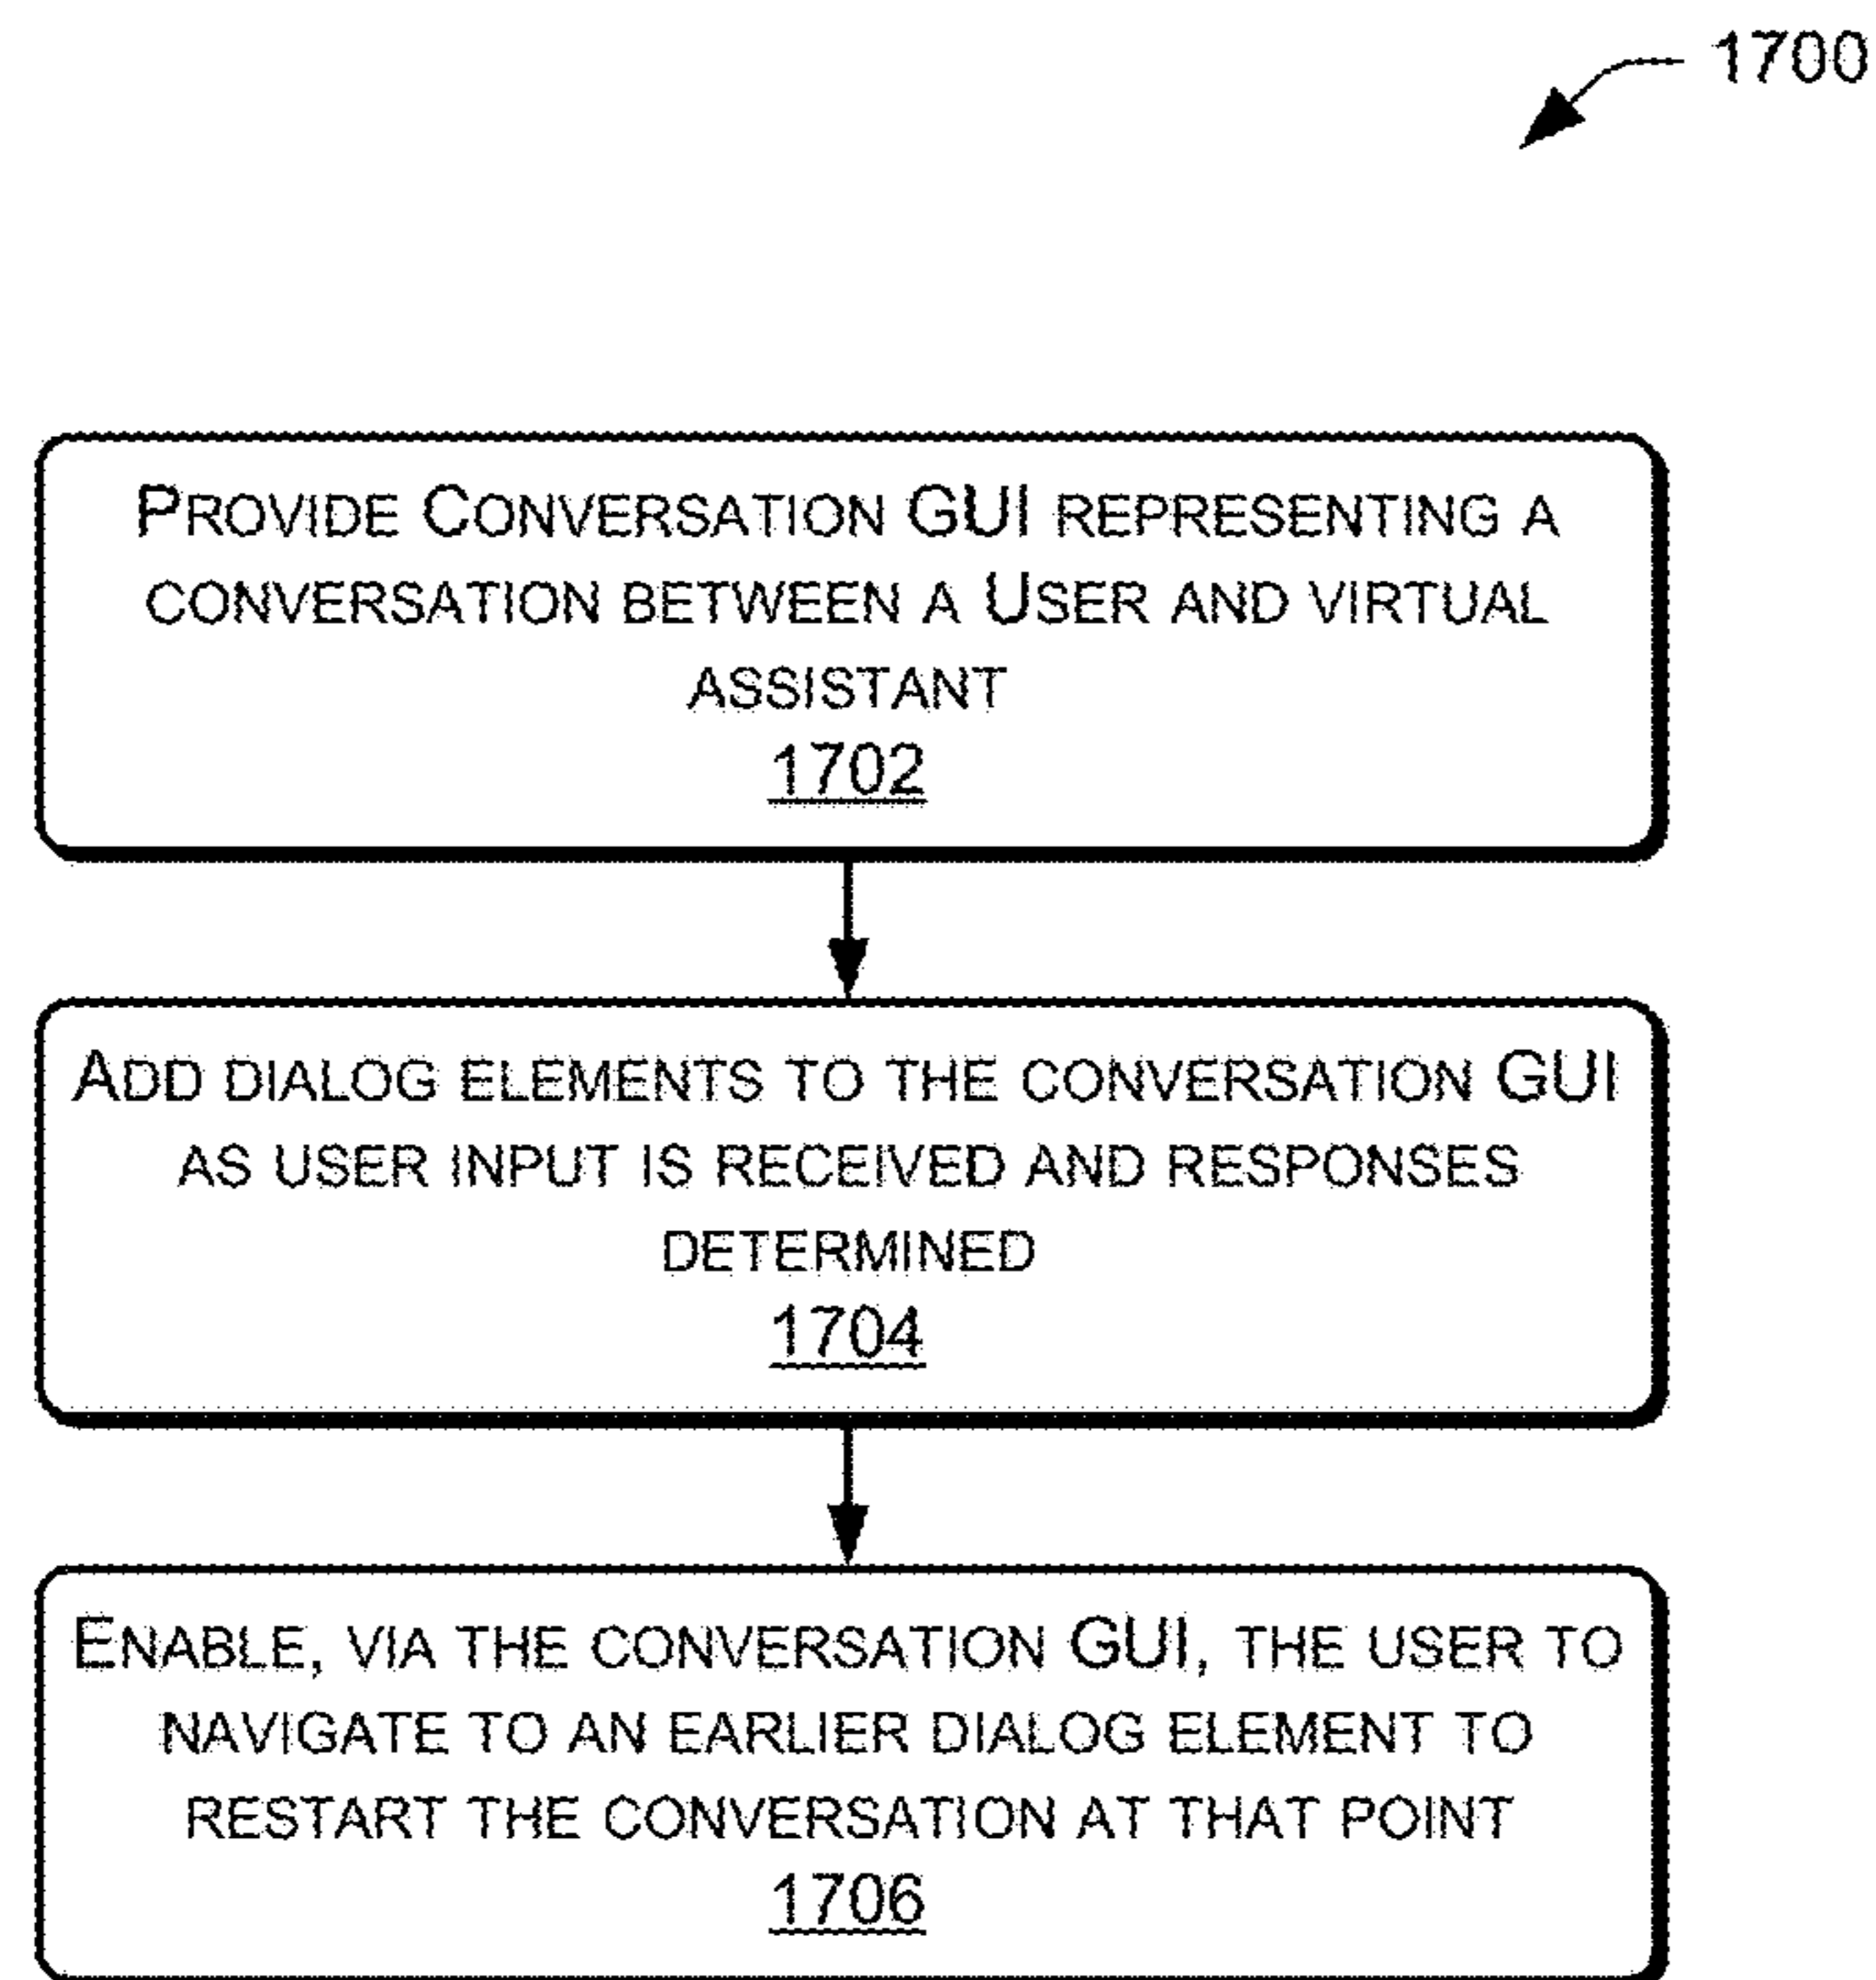 1700
PROVIDE CONVERSATION GUI REPRESENTING A
CONVERSATION BETWEEN A USER AND VIRTUAL
ASSISTANT
1702
ADD DIALOG ELEMENTS TO THE CONVERSATION GUI
AS USER INPUT IS RECEIVED AND RESPONSES
DETERMINED
1704
ENABLE, VIA THE CONVERSATION GUI, THE USER TO
NAVIGATE TO AN EARLIER DIALOG ELEMENT TO
RESTART THE CONVERSATION AT THAT POINT
1706